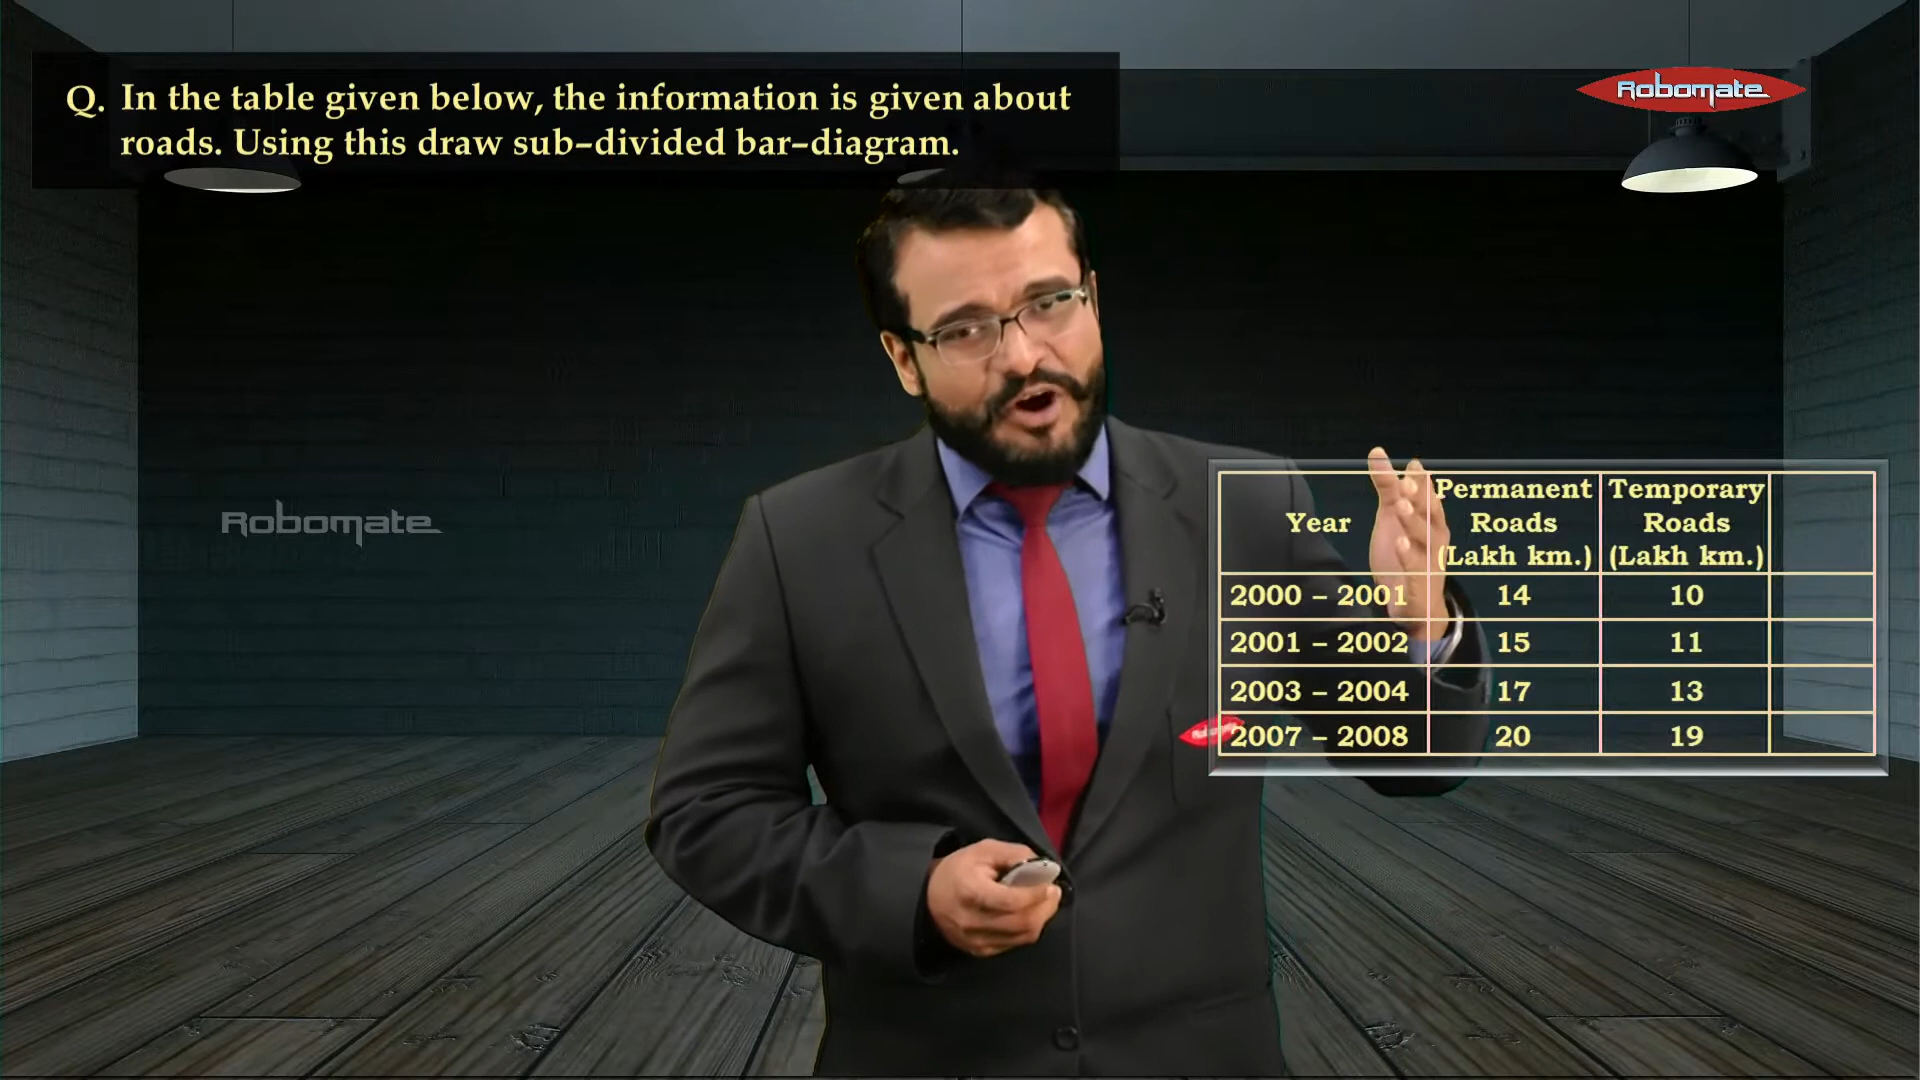 Q. In the table given below, the information is given about
roads. Using this draw sub-divided bar-diagram.
Robomate
Robomate
Year Permanent Roads (Lakh km.) Temporary Roads (Lakh km.)
2000 – 2001 14 10
2001 – 2002 15 11
2003 – 2004 17 13
2007 – 2008 20 19